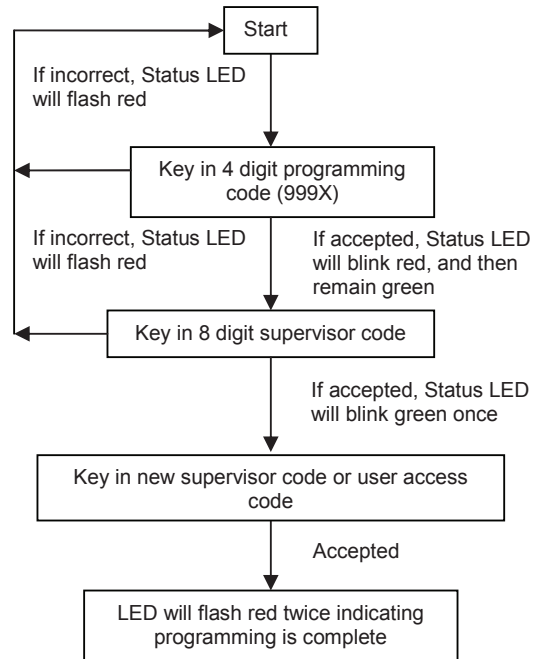 Start
If incorrect, Status LED
will flash red
Key in 4 digit programming
code (999X)
If incorrect, Status LED
will flash red
If accepted, Status LED
will blink red, and then
remain green
Key in 8 digit supervisor code
If accepted, Status LED
will blink green once
Key in new supervisor code or user access
code
Accepted
LED will flash red twice indicating
programming is complete